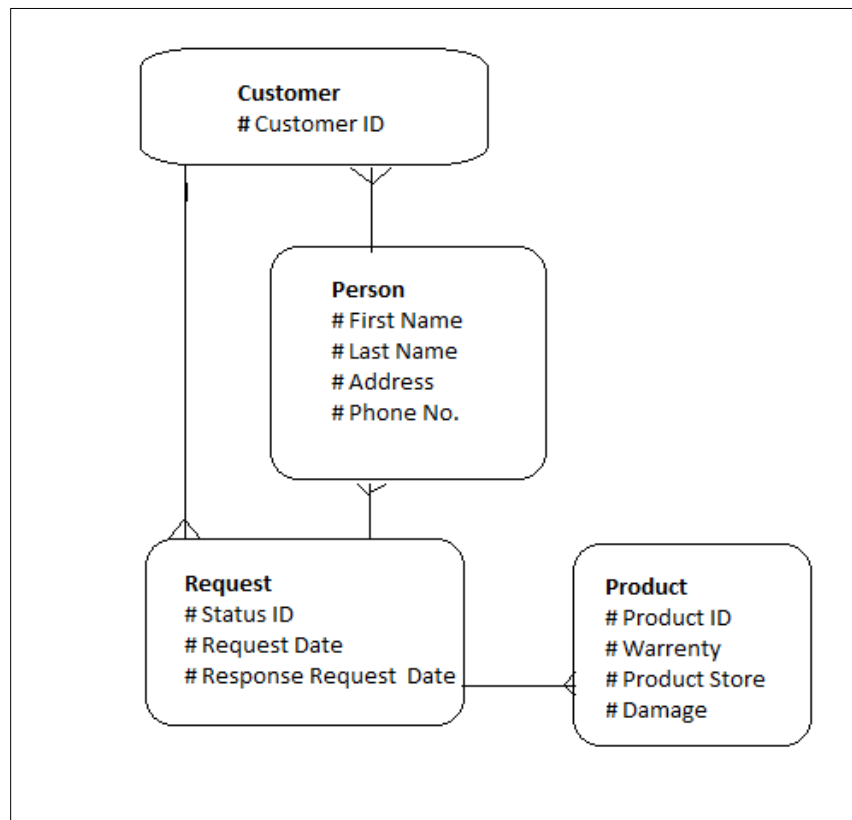 Customer
# Customer ID
Person
# First Name
# Last Name
# Address
# Phone No.
Request
# Status ID
# Request Date
# Response Request Date
Product
# Product ID
# Warrenty
# Product Store
# Damage